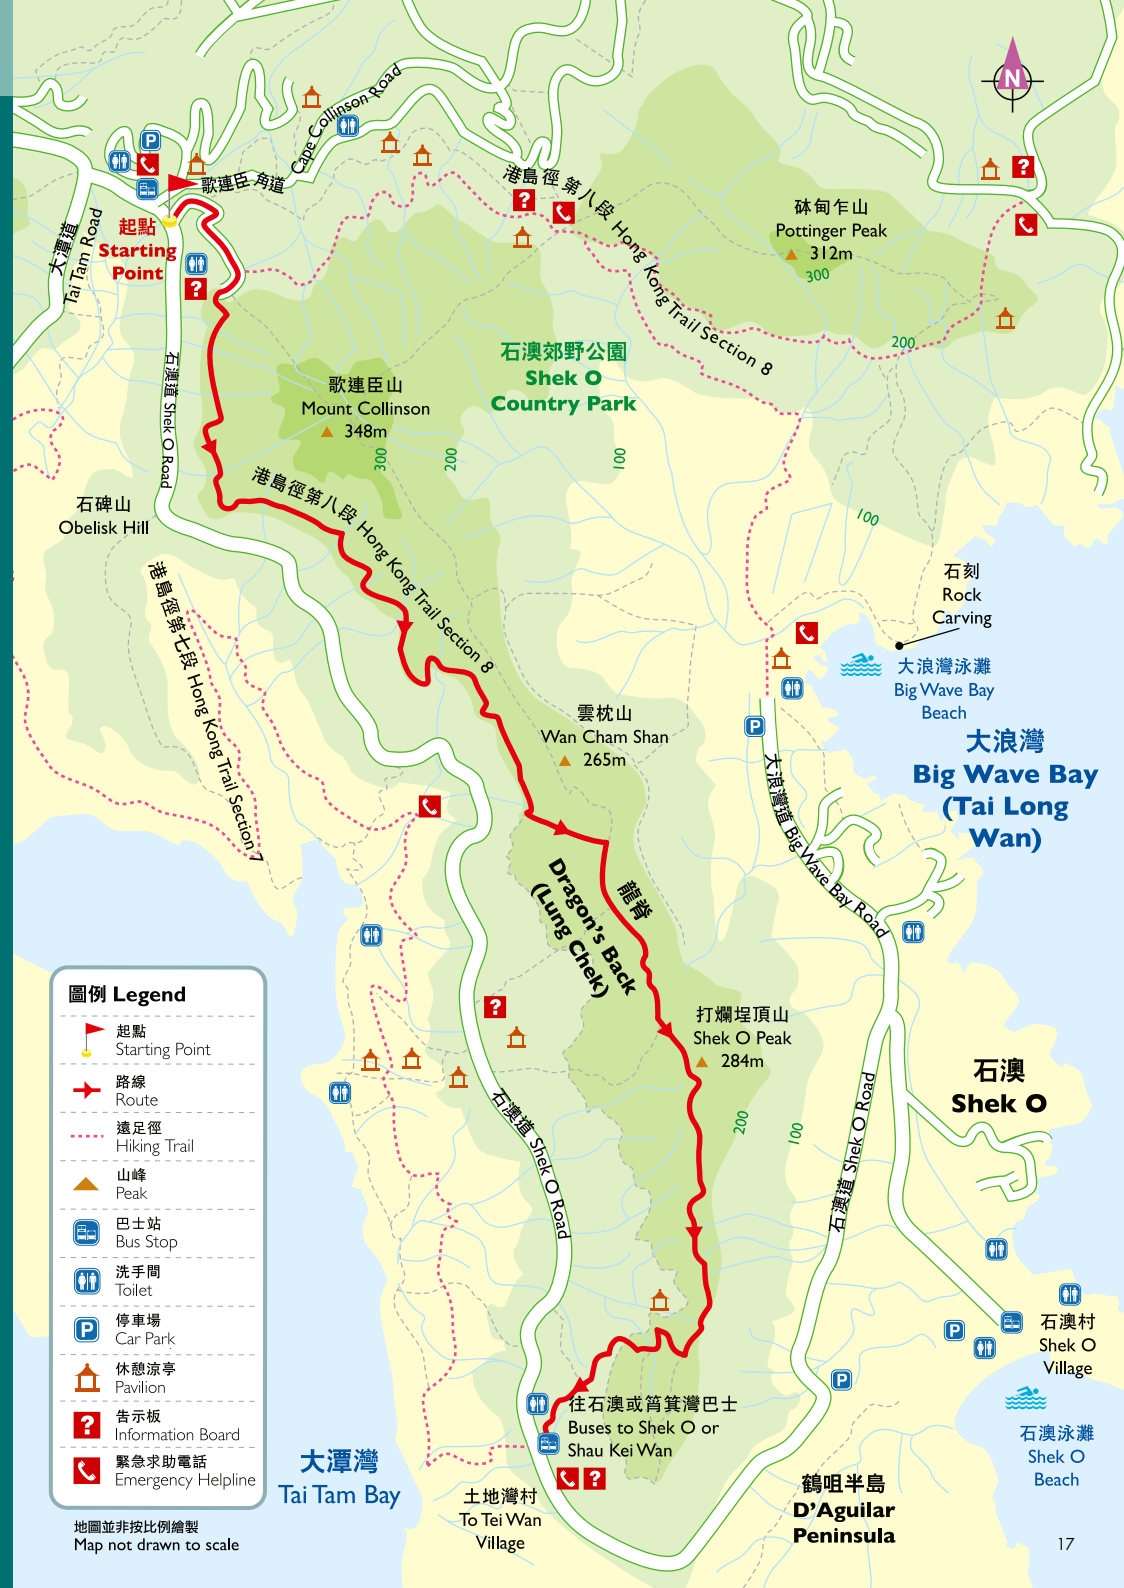 N
歌連臣角道 Cape Collinson Road
P
起點
Starting
Point
大潭道
Tai Tam Road
?
港島徑 第八段 Hong Kong Trail Section 8
?
?
砵甸乍山
Pottinger Peak
312m
300
200
石澳郊野公園
Shek O
Country Park
歌連臣山
Mount Collinson
348m
300
200
100
100
石澳道 Shek O Road
石碑山
Obelisk Hill
港島徑第八段 Hong Kong Trail Section 8
港島徑第七段 Hong Kong Trail Section 7
石刻
Rock
Carving
大浪灣泳灘
Big Wave Bay
Beach
大浪灣
Big Wave Bay
(Tai Long
Wan)
P
大浪灣道 Big Wave Bay Road
雲枕山
Wan Cham Shan
265m
龍脊
Dragon's Back
(Lung Chek)
?
打爛埕頂山
Shek O Peak
284m
200
100
石澳
Shek O
石澳道 Shek O Road
石澳道 Shek O Road
圖例 Legend
起點
Starting Point
路線
Route
遠足徑
Hiking Trail
山峰
Peak
巴士站
Bus Stop
洗手間
Toilet
P
停車場
Car Park
休憩涼亭
Pavilion
?
告示板
Information Board
緊急求助電話
Emergency Helpline
地圖並非按比例繪製
Map not drawn to scale
大潭灣
Tai Tam Bay
往石澳或筲箕灣巴士
Buses to Shek O or
Shau Kei Wan
?
土地灣村
To Tei Wan
Village
P
P
石澳村
Shek O
Village
石澳泳灘
Shek O
Beach
鶴咀半島
D'Aguilar
Peninsula
17